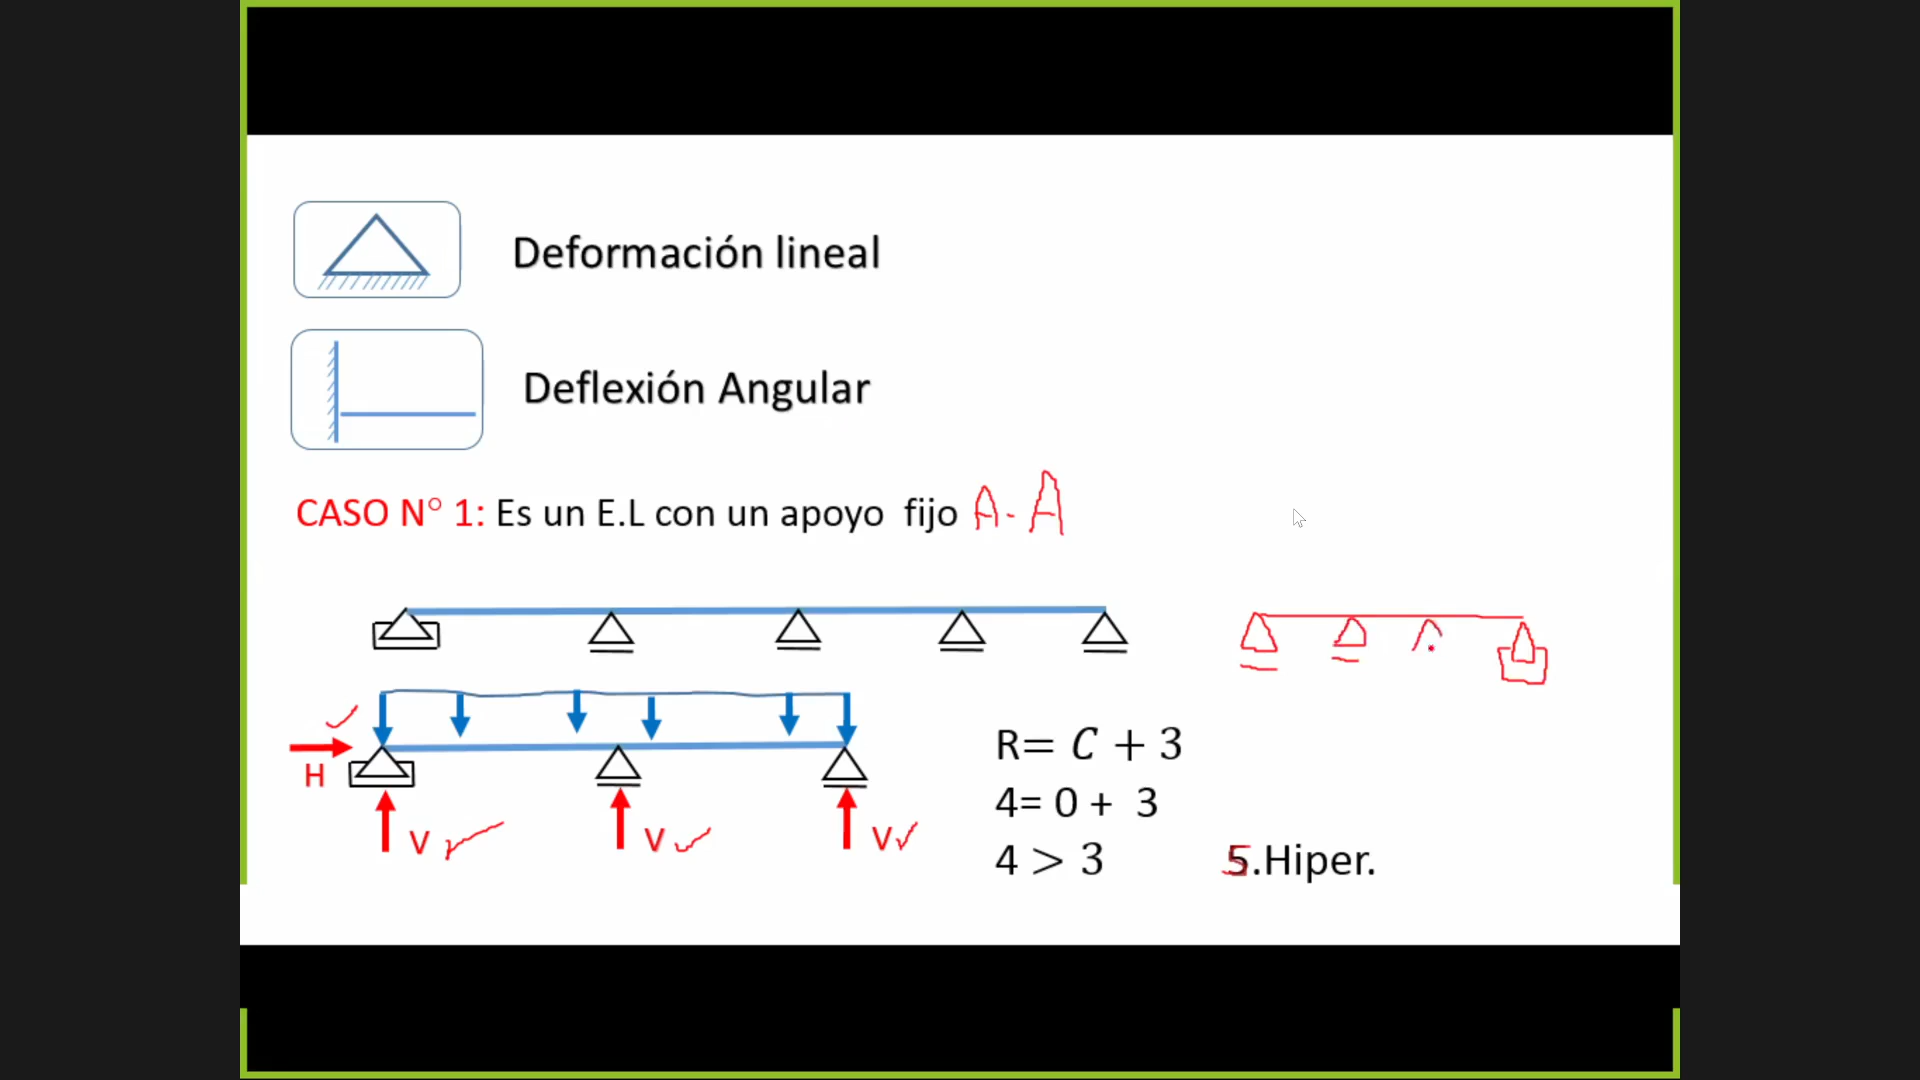 Deformación lineal
Deflexión Angular
CASO N° 1: Es un E.L con un apoyo fijo A - A
H
V
V
V
R= C + 3
4= 0 + 3
4 > 3
5.Hiper.